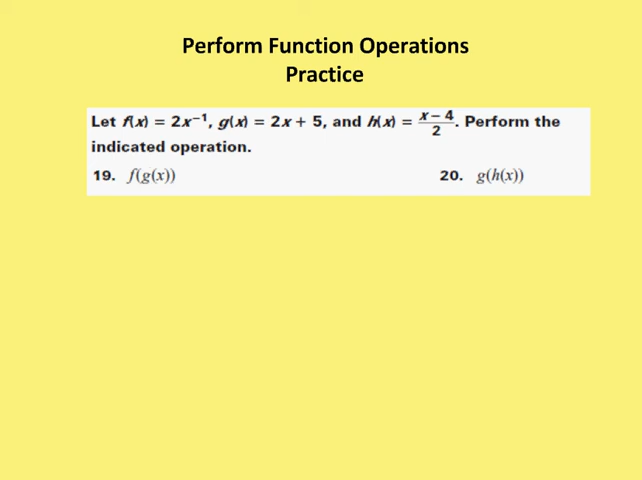 Perform Function Operations
Practice
Let f(x) = 2x⁻¹, g(x) = 2x + 5, and h(x) = (x − 4)/2. Perform the
indicated operation.
19. f(g(x)) 20. g(h(x))